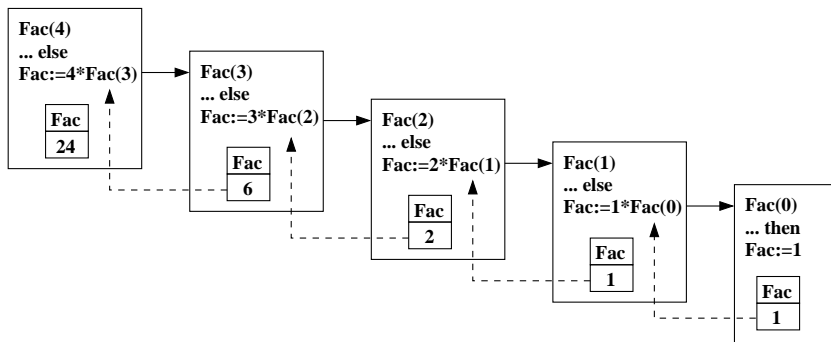 Fac(4)
... else
Fac:=4*Fac(3)
Fac
24
Fac(3)
... else
Fac:=3*Fac(2)
Fac
6
Fac(2)
... else
Fac:=2*Fac(1)
Fac
2
Fac(1)
... else
Fac:=1*Fac(0)
Fac
1
Fac(0)
... then
Fac:=1
Fac
1